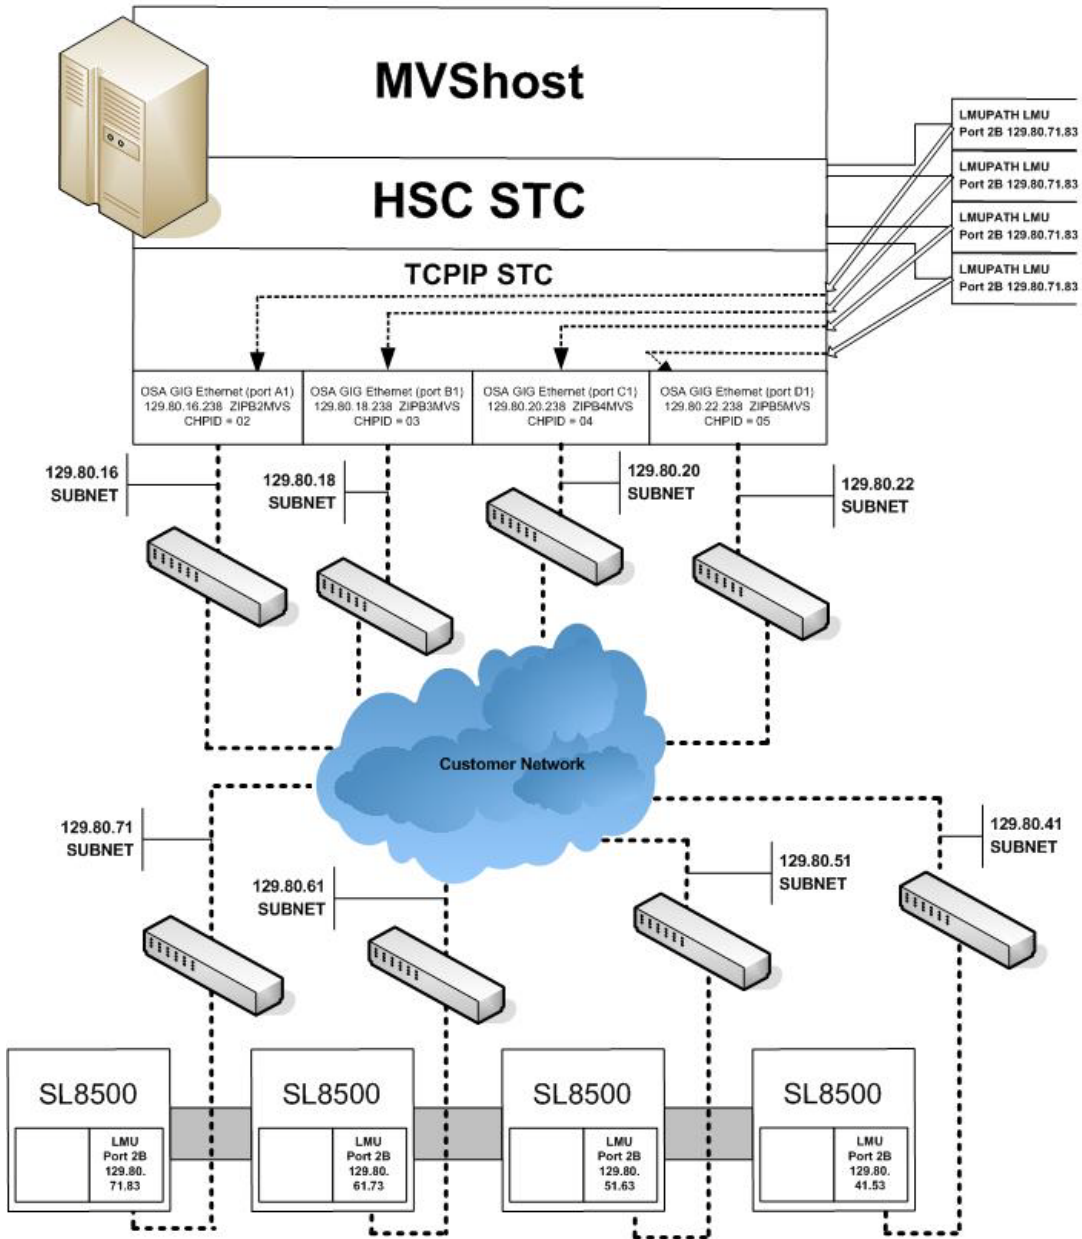 MVShost
HSC STC
TCPIP STC
LMUPATH LMU
Port 2B 129.80.71.83
LMUPATH LMU
Port 2B 129.80.71.83
LMUPATH LMU
Port 2B 129.80.71.83
LMUPATH LMU
Port 2B 129.80.71.83
OSA GIG Ethernet (port A1)
129.80.16.238 ZIPB2MVS
CHPID = 02
OSA GIG Ethernet (port B1)
129.80.18.238 ZIPB3MVS
CHPID = 03
OSA GIG Ethernet (port C1)
129.80.20.238 ZIPB4MVS
CHPID = 04
OSA GIG Ethernet (port D1)
129.80.22.238 ZIPB5MVS
CHPID = 05
129.80.16
SUBNET
129.80.18
SUBNET
129.80.20
SUBNET
129.80.22
SUBNET
Customer Network
129.80.71
SUBNET
129.80.61
SUBNET
129.80.51
SUBNET
129.80.41
SUBNET
SL8500
LMU
Port 2B
129.80.
71.83
SL8500
LMU
Port 2B
129.80.
61.73
SL8500
LMU
Port 2B
129.80.
51.63
SL8500
LMU
Port 2B
129.80.
41.53